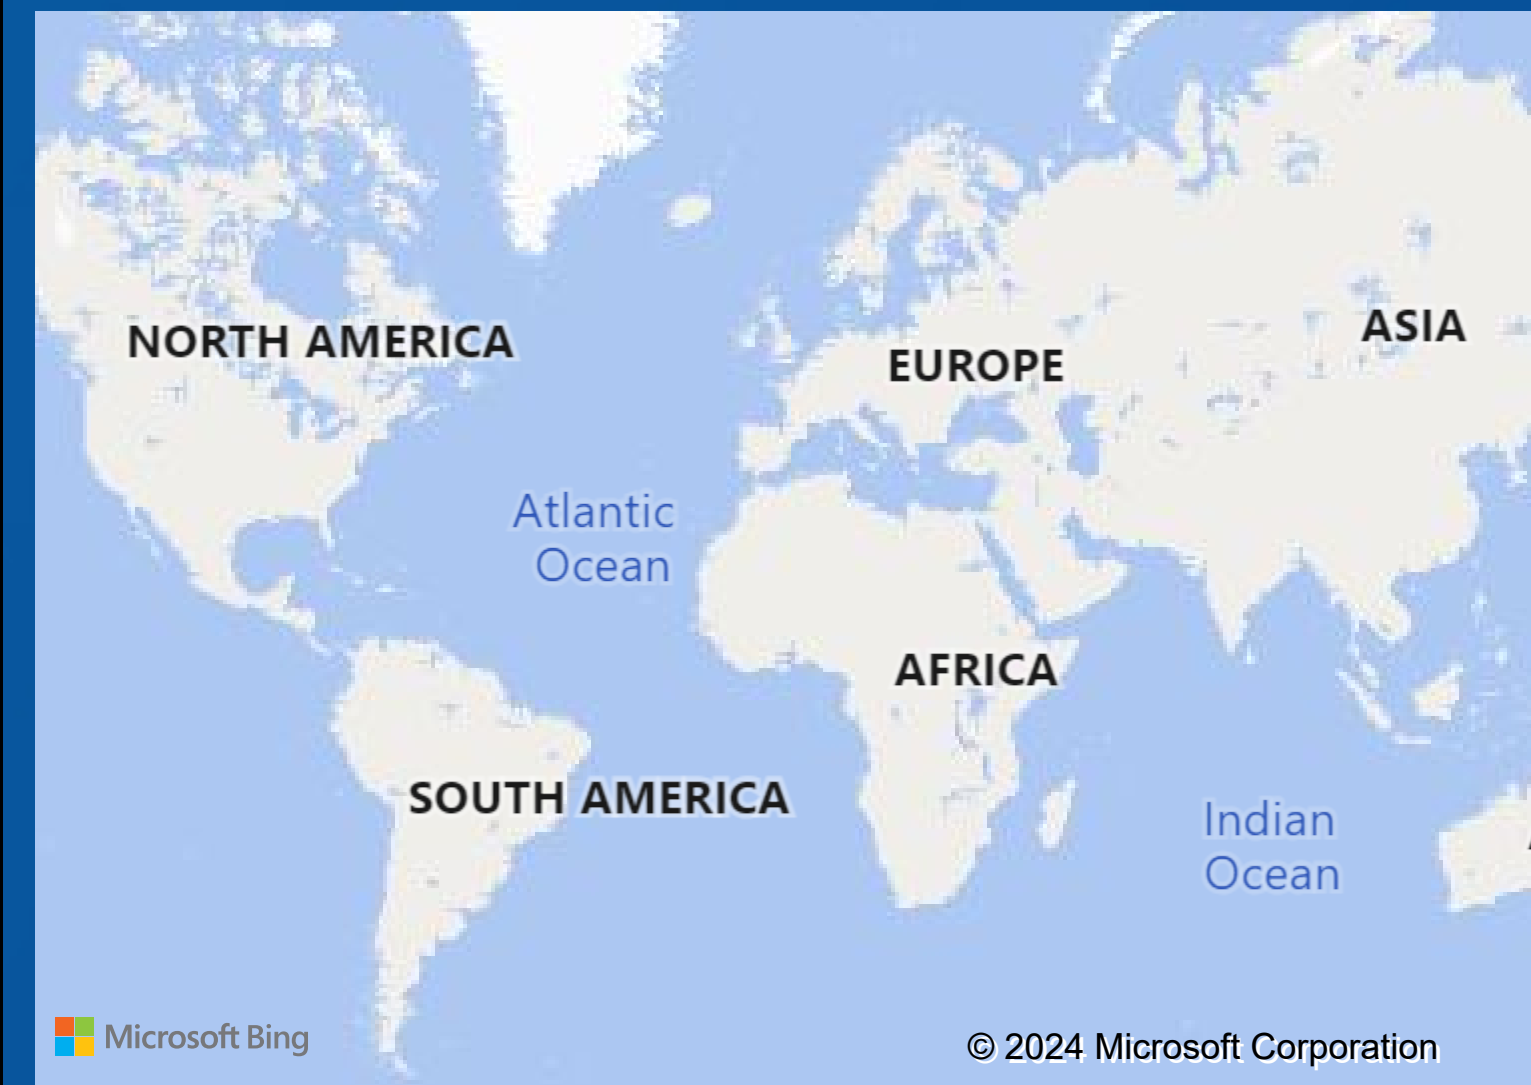 NORTH AMERICA
ASIA
EUROPE
Atlantic
Ocean
AFRICA
SOUTH AMERICA
Indian
Ocean
Microsoft Bing
© 2024 Microsoft Corporation